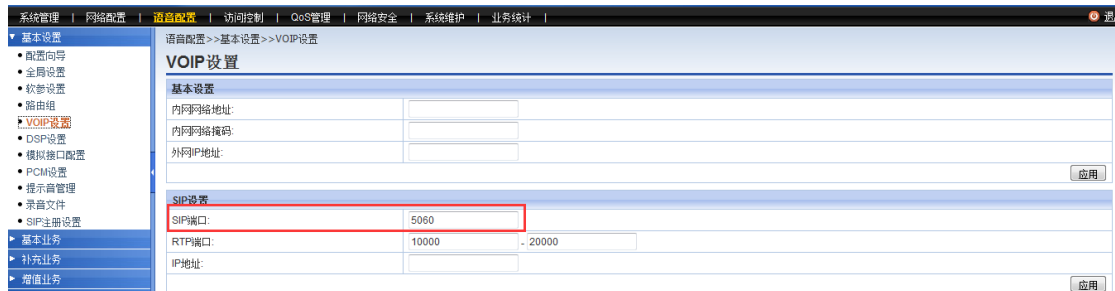 系统管理 | 网络配置 | 语音配置 | 访问控制 | QoS管理 | 网络安全 | 系统维护 | 业务统计 | 退
基本设置
配置向导
全局设置
软参设置
路由组
VOIP设置
DSP设置
模拟接口配置
PCM设置
提示音管理
录音文件
SIP注册设置
基本业务
补充业务
增值业务
语音配置>>基本设置>>VOIP设置
VOIP设置
基本设置
内网网络地址:
内网网络掩码:
外网IP地址:
应用
SIP设置
SIP端口: 5060
RTP端口: 10000 - 20000
IP地址:
应用